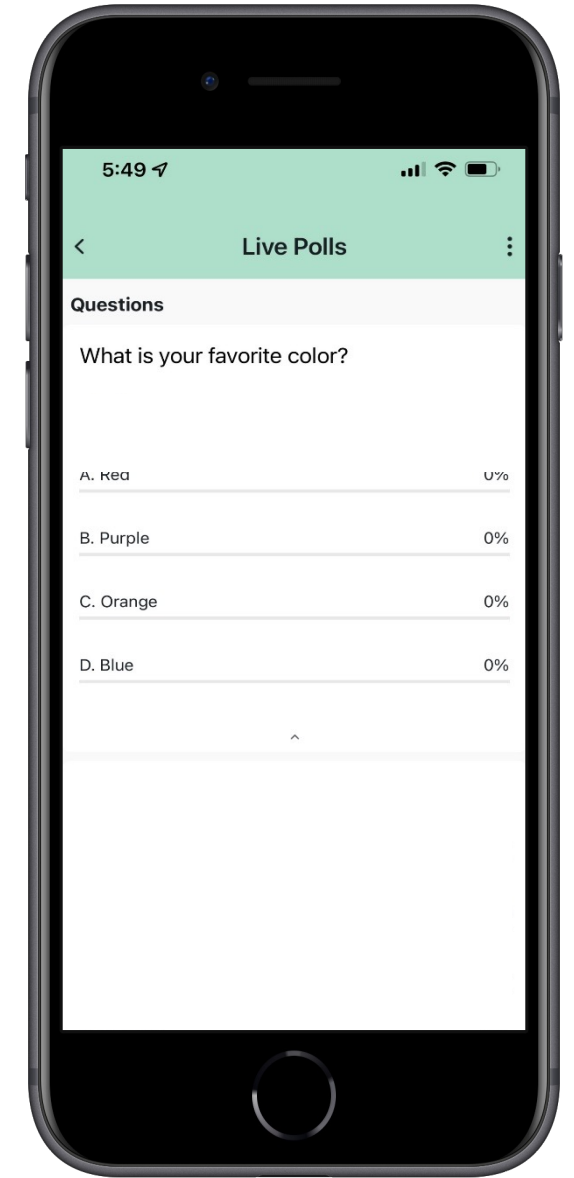 5:49
Live Polls
Questions
What is your favorite color?
A. Red 0%
B. Purple 0%
C. Orange 0%
D. Blue 0%